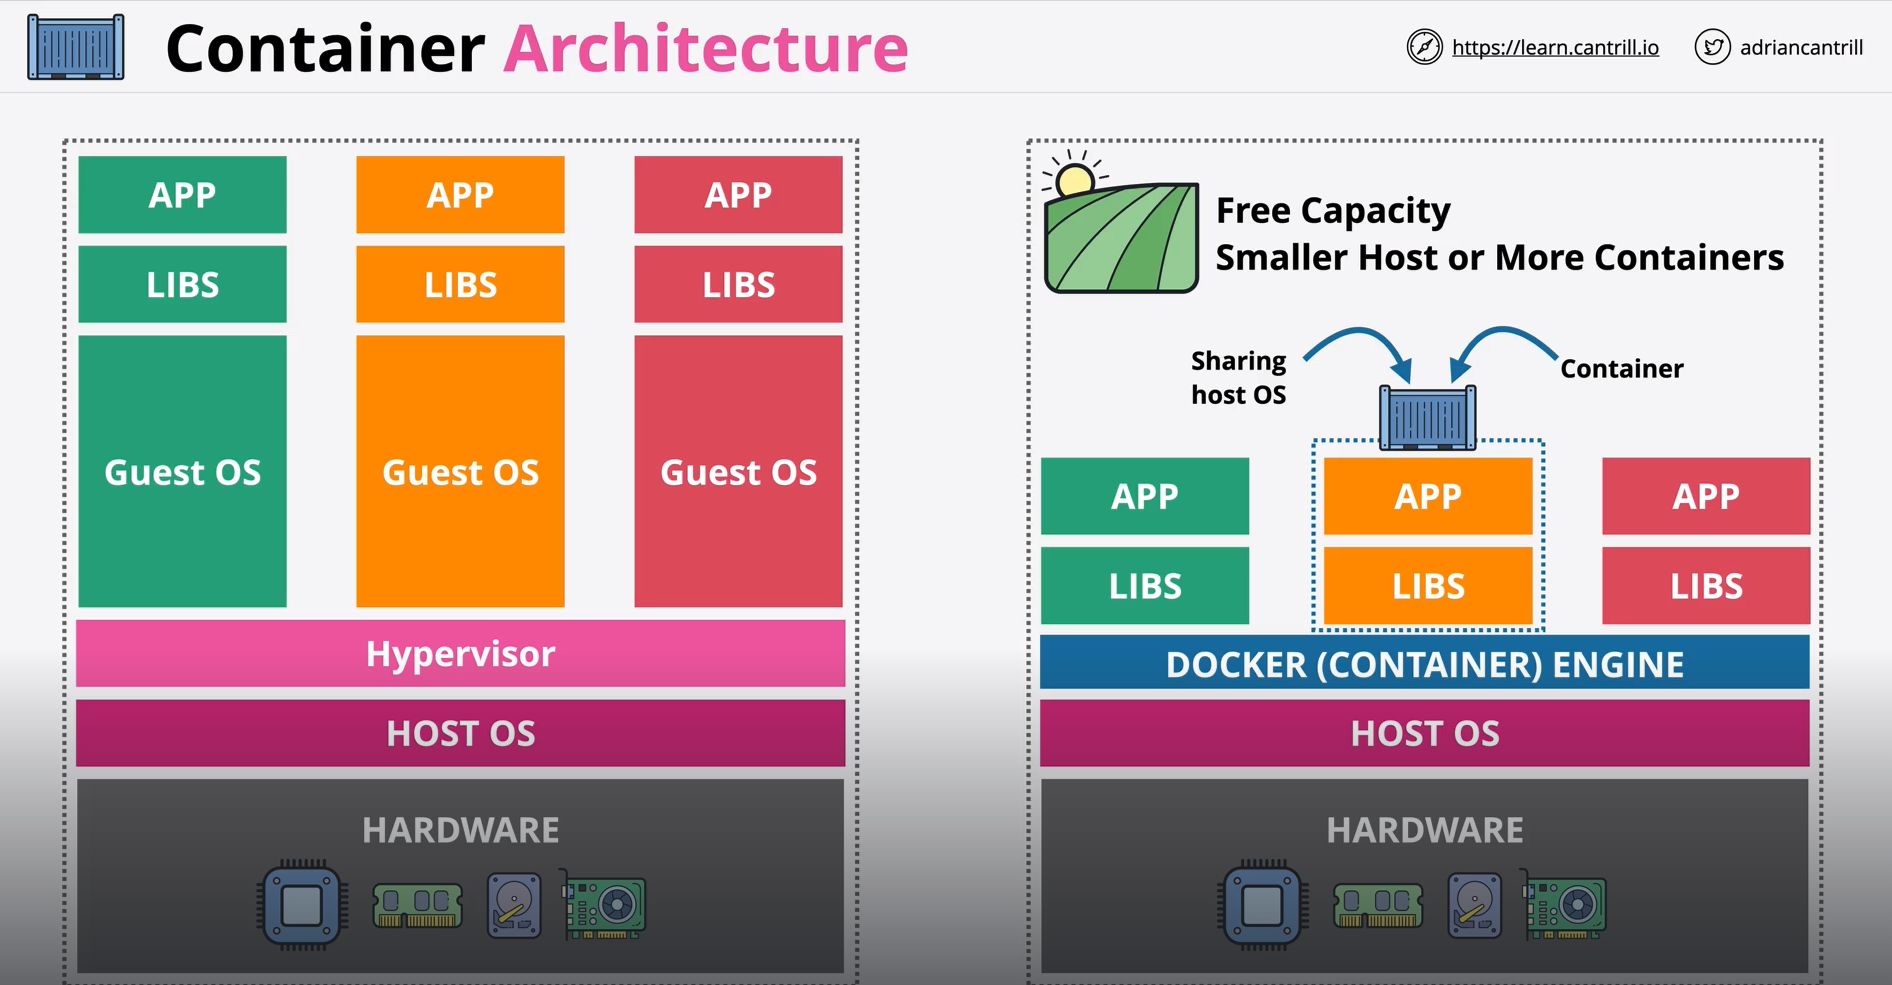 Container Architecture
https://learn.cantrill.io
adriancantrill
APP
APP
APP
LIBS
LIBS
LIBS
Guest OS
Guest OS
Guest OS
Hypervisor
HOST OS
HARDWARE
Free Capacity
Smaller Host or More Containers
Sharing
host OS
Container
APP
APP
APP
LIBS
LIBS
LIBS
DOCKER (CONTAINER) ENGINE
HOST OS
HARDWARE